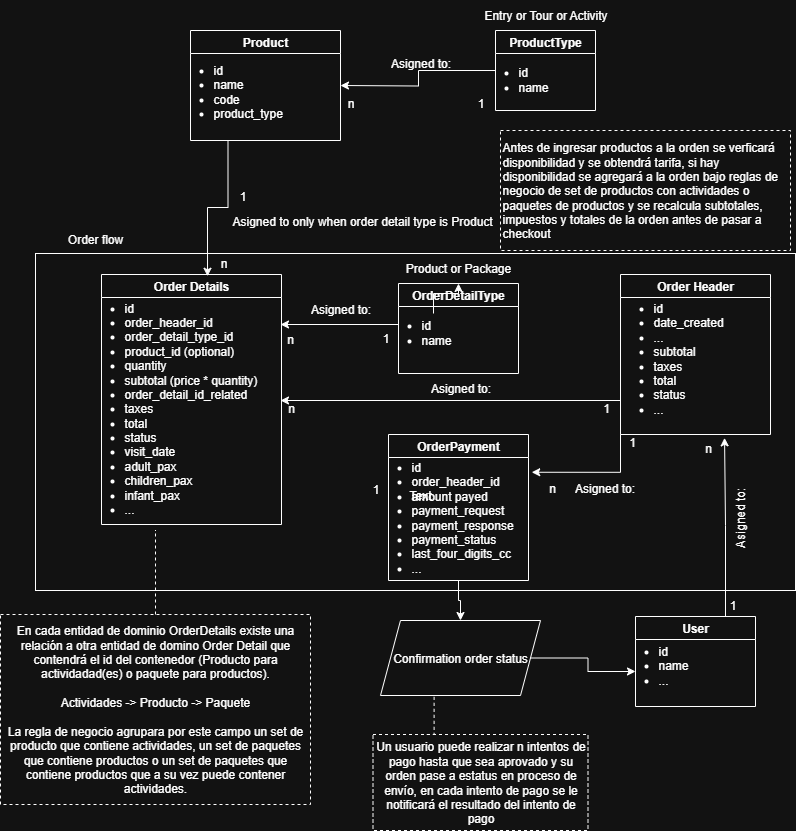 Entry or Tour or Activity
Product
id
name
code
product_type
Asigned to:
n
1
ProductType
id
name
Antes de ingresar productos a la orden se verficará
disponibilidad y se obtendrá tarifa, si hay
disponibilidad se agregará a la orden bajo reglas de
negocio de set de productos con actividades o
paquetes de productos y se recalcula subtotales,
impuestos y totales de la orden antes de pasar a
checkout
1
Asigned to only when order detail type is Product
n
Order flow
Order Details
id
order_header_id
order_detail_type_id
product_id (optional)
quantity
subtotal (price * quantity)
order_detail_id_related
taxes
total
status
visit_date
adult_pax
children_pax
infant_pax
...
Product or Package
Asigned to:
n
1
OrderDetailType
id
name
Asigned to:
n
1
Order Header
id
date_created
...
subtotal
taxes
total
status
...
OrderPayment
id
order_header_id
Text
amount payed
payment_request
payment_response
payment_status
last_four_digits_cc
...
1
1
n
Asigned to:
n
Asigned to:
1
User
id
name
...
Confirmation order status
En cada entidad de dominio OrderDetails existe una
relación a otra entidad de domino Order Detail que
contendrá el id del contenedor (Producto para
actividadad(es) o paquete para productos).
Actividades -> Producto -> Paquete
La regla de negocio agrupara por este campo un set de
producto que contiene actividades, un set de paquetes
que contiene productos o un set de paquetes que
contiene productos que a su vez puede contener
actividades.
Un usuario puede realizar n intentos de
pago hasta que sea aprovado y su
orden pase a estatus en proceso de
envío, en cada intento de pago se le
notificará el resultado del intento de
pago